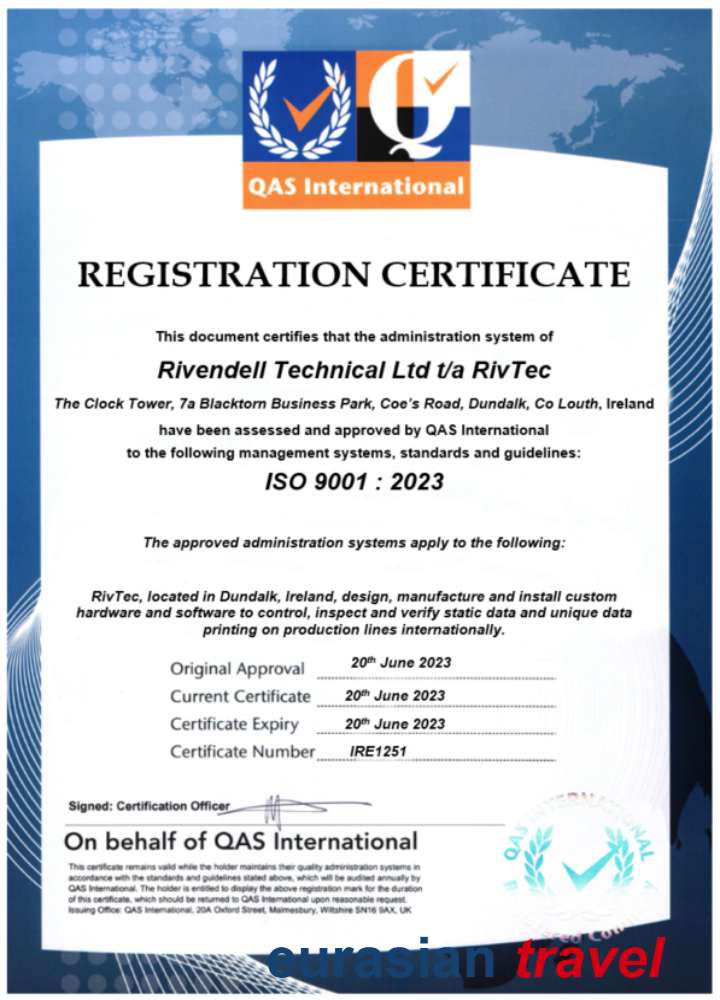 QAS International
REGISTRATION CERTIFICATE
This document certifies that the administration system of
Rivendell Technical Ltd t/a RivTec
The Clock Tower, 7a Blacktorn Business Park, Coe's Road, Dundalk, Co Louth, Ireland
have been assessed and approved by QAS International
to the following management systems, standards and guidelines:
ISO 9001 : 2023
The approved administration systems apply to the following:
RivTec, located in Dundalk, Ireland, design, manufacture and install custom
hardware and software to control, inspect and verify static data and unique data
printing on production lines internationally.
Original Approval 20th June 2023
Current Certificate 20th June 2023
Certificate Expiry 20th June 2023
Certificate Number IRE1251
Signed: Certification Officer
On behalf of QAS International
This certificate remains valid while the holder maintains their quality administration systems in
accordance with the standards and guidelines stated above, which will be audited annually by
QAS International. The holder is entitled to display the above registration mark for the duration
of this certificate, which should be returned to QAS International upon reasonable request.
Issuing Office: QAS International, 20A Oxford Street, Malmesbury, Wiltshire SN16 9AX, UK
QAS INTERNATIONAL
eurasian travel